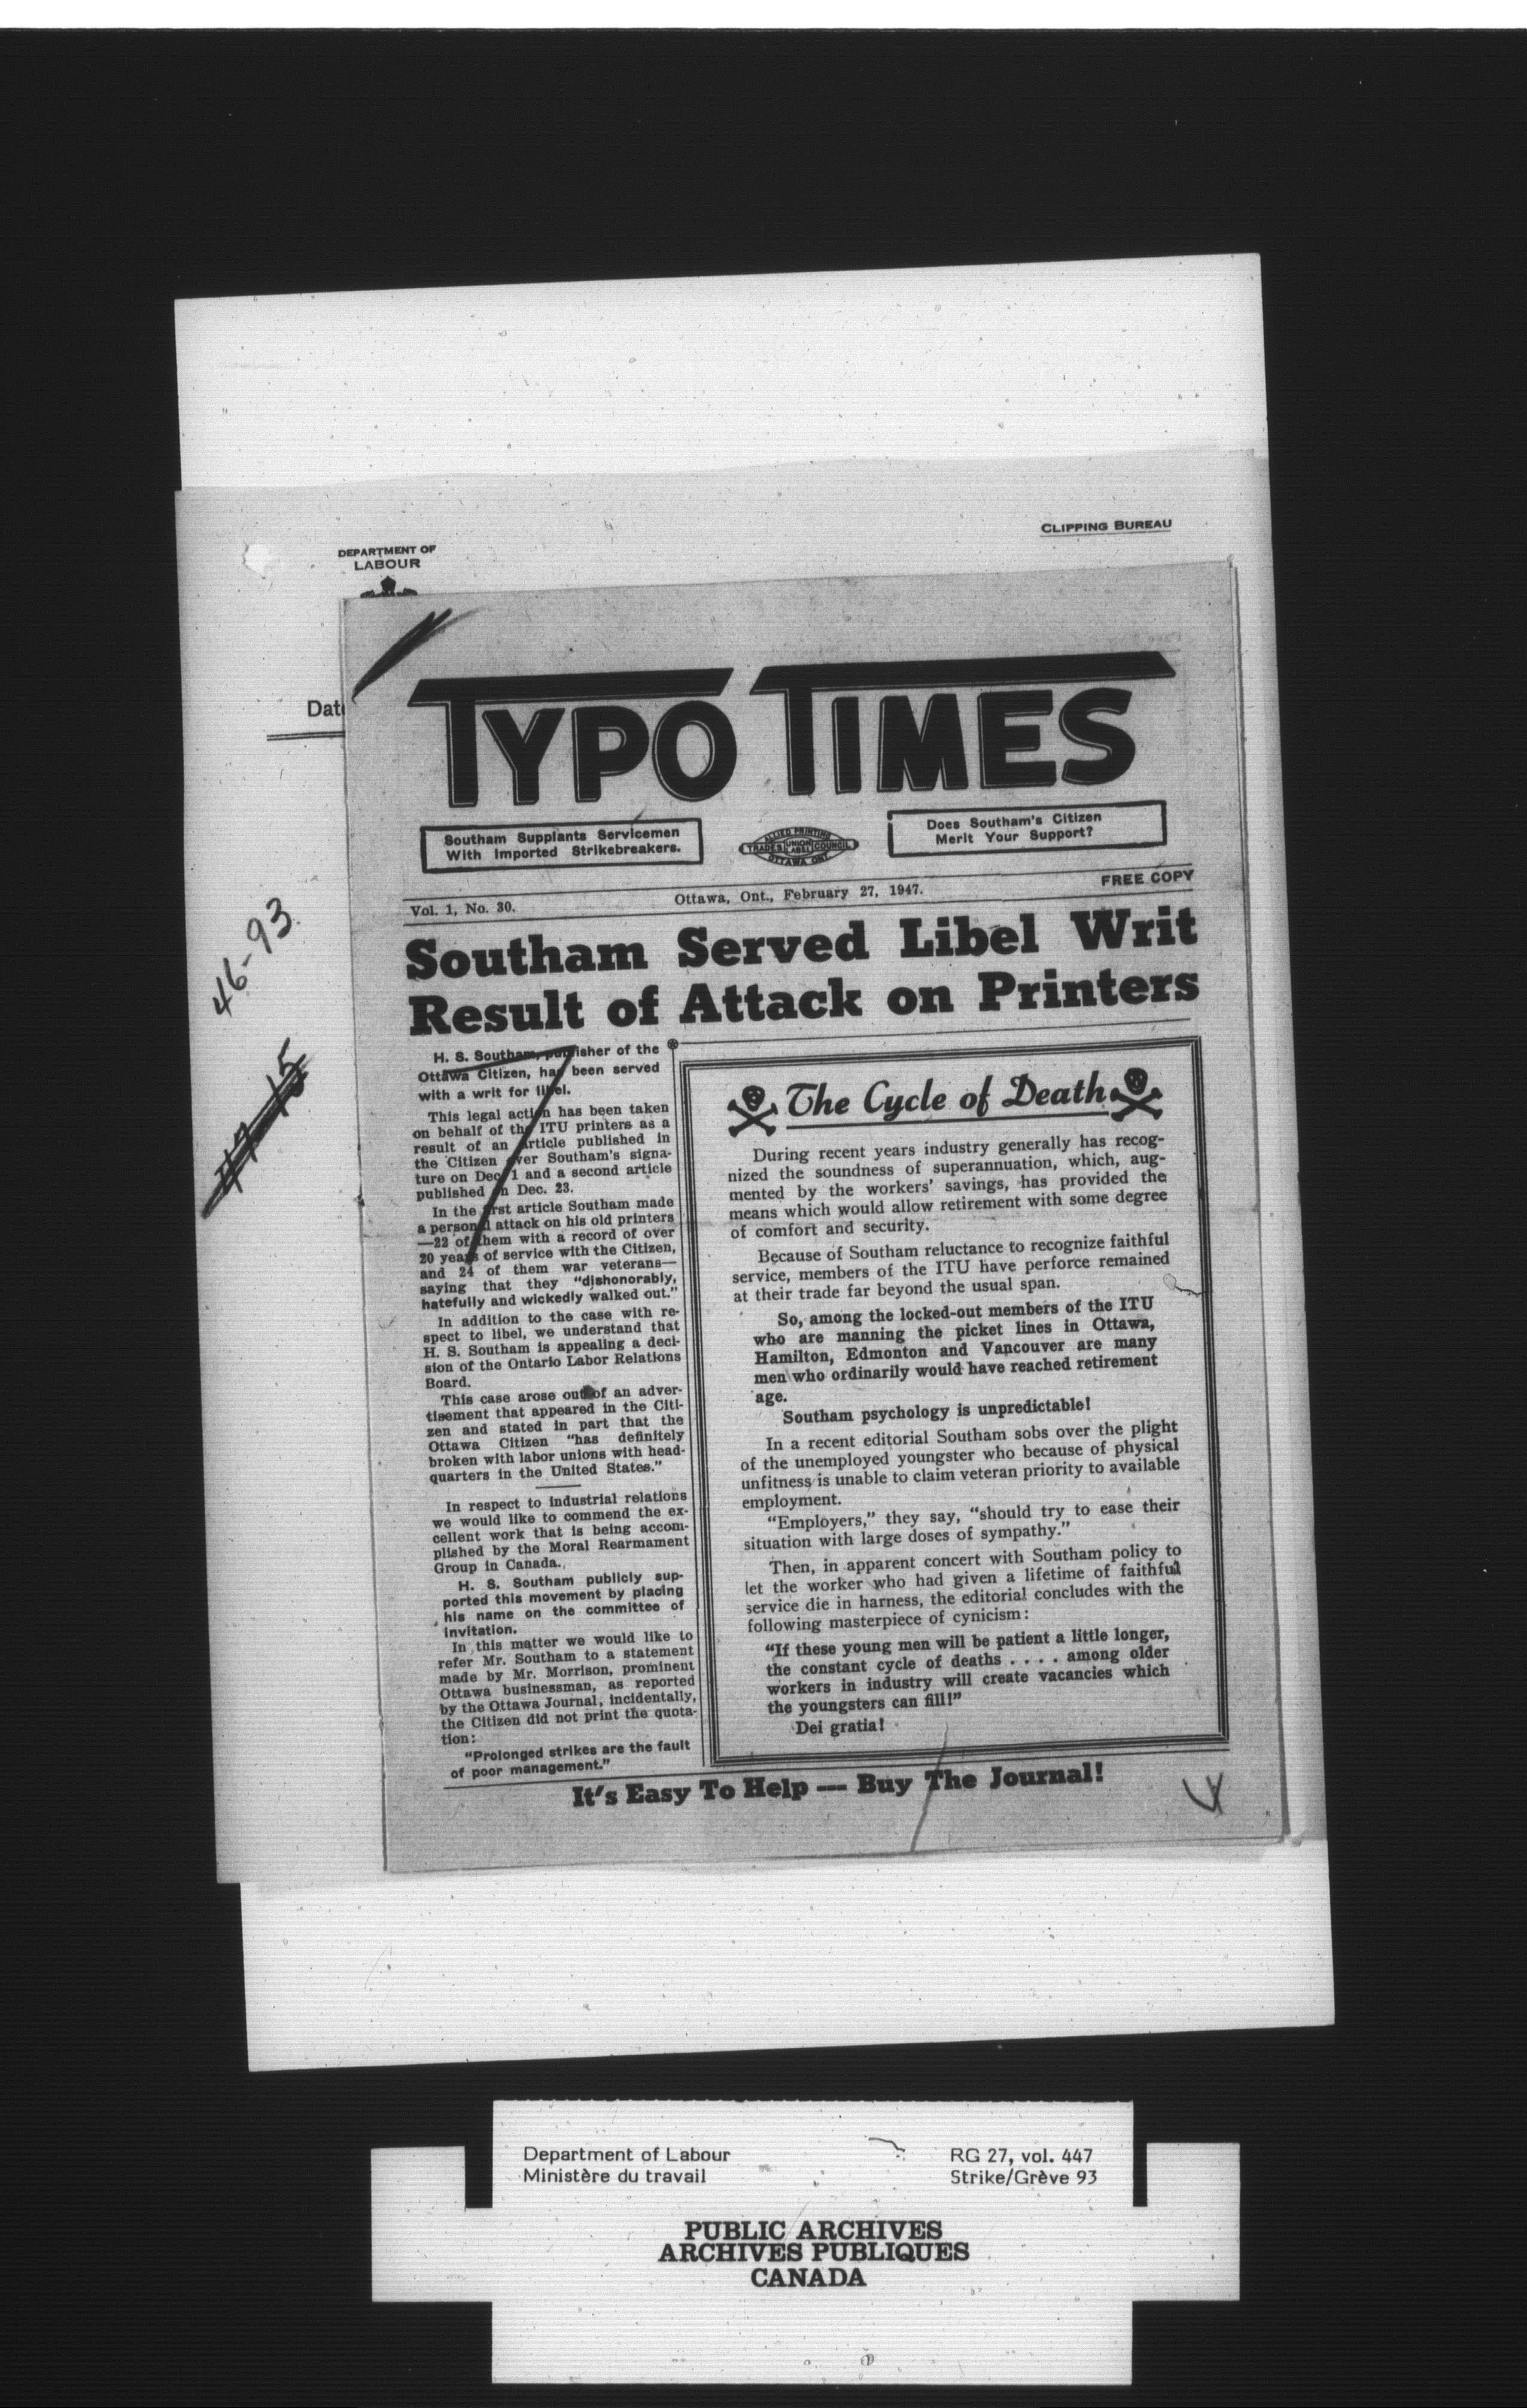 CLIPPING BUREAU
DEPARTMENT OF
LABOUR
Date
46-93
TYPO TIMES
Southam Supplants Servicemen
With Imported Strikebreakers.
ALLIED PRINTING
TRADES UNION LABEL COUNCIL
OTTAWA ONT.
Does Southam's Citizen
Merit Your Support?
Vol. 1, No. 30.
Ottawa, Ont., February 27, 1947.
FREE COPY
Southam Served Libel Writ
Result of Attack on Printers
H. S. Southam, publisher of the
Ottawa Citizen, has been served
with a writ for libel.
This legal action has been taken
on behalf of the ITU printers as a
result of an article published in
the Citizen over Southam's signa-
ture on Dec. 1 and a second article
published on Dec. 23.
In the first article Southam made
a personal attack on his old printers
—22 of them with a record of over
20 years of service with the Citizen,
and 24 of them war veterans—
saying that they "dishonorably,
hatefully and wickedly walked out."
In addition to the case with re-
spect to libel, we understand that
H. S. Southam is appealing a deci-
sion of the Ontario Labor Relations
Board.
This case arose out of an adver-
tisement that appeared in the Citi-
zen and stated in part that the
Ottawa Citizen "has definitely
broken with labor unions with head-
quarters in the United States."
In respect to industrial relations
we would like to commend the ex-
cellent work that is being accom-
plished by the Moral Rearmament
Group in Canada.
H. S. Southam publicly sup-
ported this movement by placing
his name on the committee of
invitation.
In this matter we would like to
refer Mr. Southam to a statement
made by Mr. Morrison, prominent
Ottawa businessman, as reported
by the Ottawa Journal, incidentally,
the Citizen did not print the quota-
tion:
"Prolonged strikes are the fault
of poor management."
The Cycle of Death
During recent years industry generally has recog-
nized the soundness of superannuation, which, aug-
mented by the workers' savings, has provided the
means which would allow retirement with some degree
of comfort and security.
Because of Southam reluctance to recognize faithful
service, members of the ITU have perforce remained
at their trade far beyond the usual span.
So, among the locked-out members of the ITU
who are manning the picket lines in Ottawa,
Hamilton, Edmonton and Vancouver are many
men who ordinarily would have reached retirement
age.
Southam psychology is unpredictable!
In a recent editorial Southam sobs over the plight
of the unemployed youngster who because of physical
unfitness is unable to claim veteran priority to available
employment.
"Employers," they say, "should try to ease their
situation with large doses of sympathy."
Then, in apparent concert with Southam policy to
let the worker who had given a lifetime of faithful
service die in harness, the editorial concludes with the
following masterpiece of cynicism:
"If these young men will be patient a little longer,
the constant cycle of deaths . . . . among older
workers in industry will create vacancies which
the youngsters can fill!"
Dei gratia!
It's Easy To Help — Buy The Journal!
Department of Labour
Ministère du travail
RG 27, vol. 447
Strike/Grève 93
PUBLIC ARCHIVES
ARCHIVES PUBLIQUES
CANADA